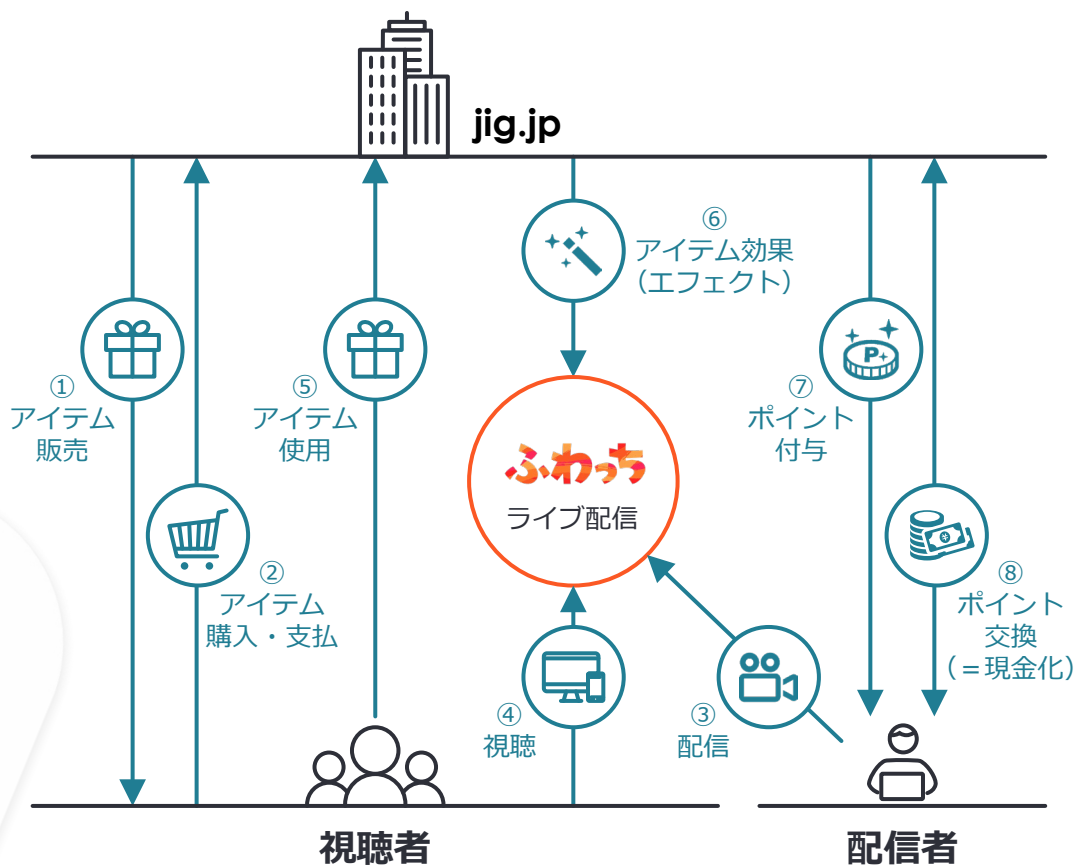 jig.jp
①
アイテム
販売
②
アイテム
購入・支払
⑤
アイテム
使用
⑥
アイテム効果
（エフェクト）
ふわっち
ライブ配信
④
視聴
③
配信
P+
⑦
ポイント
付与
⑧
ポイント
交換
（＝現金化）
視聴者
配信者